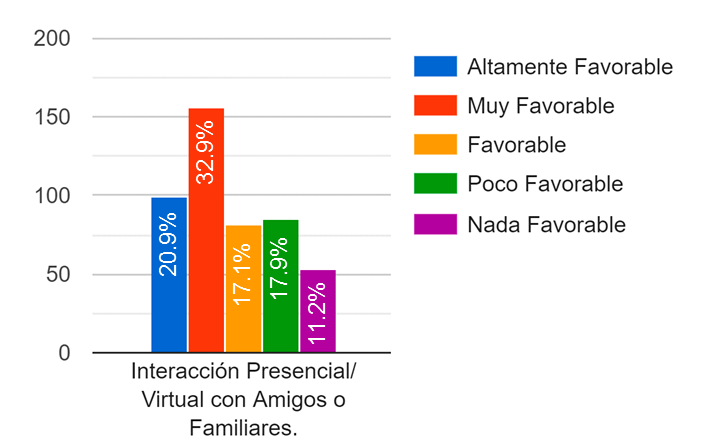 200
150
100
50
0
20.9%
32.9%
17.1%
17.9%
11.2%
Interacción Presencial/
Virtual con Amigos o
Familiares.
Altamente Favorable
Muy Favorable
Favorable
Poco Favorable
Nada Favorable